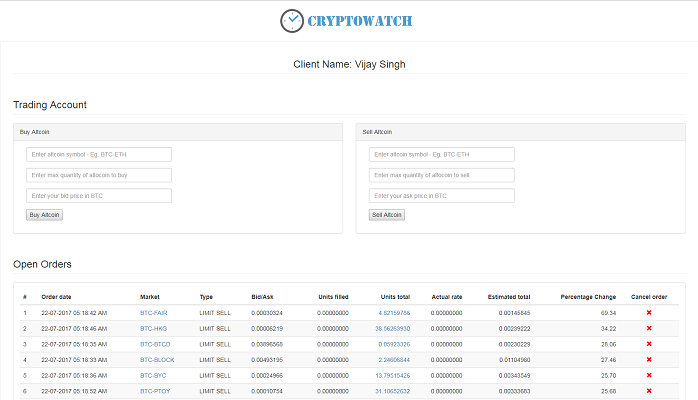 CRYPTOWATCH
Client Name: Vijay Singh
Trading Account
Buy Altcoin
Sell Altcoin
Enter altcoin symbol - Eg. BTC-ETH
Enter altcoin symbol - Eg. BTC-ETH
Enter max quantity of altocoin to buy
Enter max quantity of altocoin to sell
Enter your bid price in BTC
Enter your ask price in BTC
Buy Altcoin
Sell Altcoin
Open Orders
# Order date Market Type Bid/Ask Units filled Units total Actual rate Estimated total Percentage Change Cancel order
1 22-07-2017 05:18:42 AM BTC-FAIR LIMIT SELL 0.00030324 0.00000000 4.82159786 0.00000000 0.00145845 69.34
2 22-07-2017 05:18:46 AM BTC-HKG LIMIT SELL 0.00006219 0.00000000 38.56263930 0.00000000 0.00239222 34.22
3 22-07-2017 05:18:35 AM BTC-BTCD LIMIT SELL 0.03896565 0.00000000 0.05923326 0.00000000 0.00230229 28.06
4 22-07-2017 05:18:33 AM BTC-BLOCK LIMIT SELL 0.00493195 0.00000000 2.24606844 0.00000000 0.01104980 27.46
5 22-07-2017 05:18:36 AM BTC-BYC LIMIT SELL 0.00024966 0.00000000 13.79515426 0.00000000 0.00343549 25.70
6 22-07-2017 05:18:52 AM BTC-PTOY LIMIT SELL 0.00010754 0.00000000 31.10652632 0.00000000 0.00333683 25.68